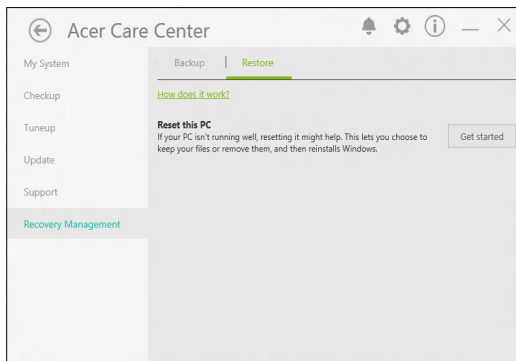 Acer Care Center
My System
Checkup
Tuneup
Update
Support
Recovery Management
Backup | Restore
How does it work?
Reset this PC
If your PC isn't running well, resetting it might help. This lets you choose to
keep your files or remove them, and then reinstalls Windows.
Get started